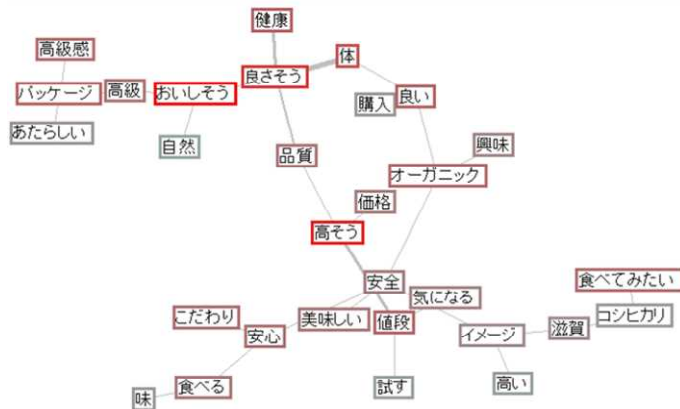 健康
高級感
体
良さそう
パッケージ
高級
おいしそう
購入
良い
あたらしい
自然
興味
品質
オーガニック
価格
高そう
安全
食べてみたい
気になる
こだわり
美味しい
値段
コシヒカリ
安心
イメージ
滋賀
味
食べる
試す
高い